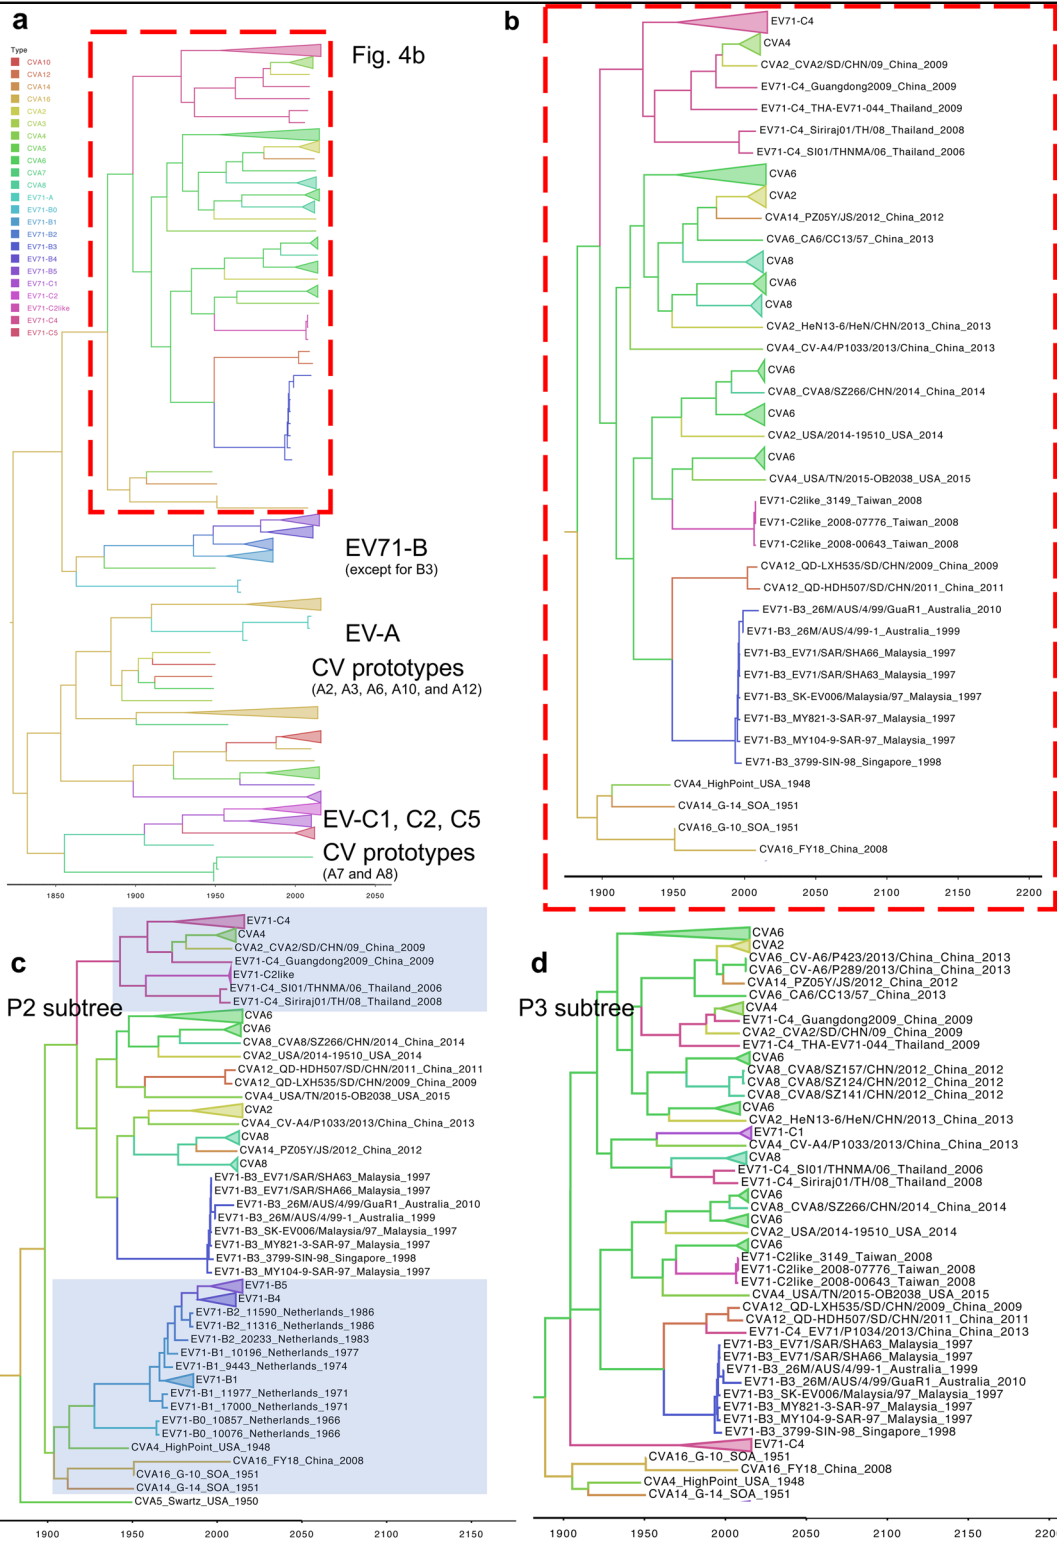 a
Fig. 4b
Type
CVA10
CVA12
CVA14
CVA16
CVA2
CVA3
CVA4
CVA5
CVA6
CVA7
CVA8
EV71-A
EV71-B0
EV71-B1
EV71-B2
EV71-B3
EV71-B4
EV71-B5
EV71-C1
EV71-C2
EV71-C2like
EV71-C4
EV71-C5
EV71-B
(except for B3)
EV-A
CV prototypes
(A2, A3, A6, A10, and A12)
EV-C1, C2, C5
CV prototypes
(A7 and A8)
1850 1900 1950 2000 2050
b
EV71-C4
CVA4
CVA2_CVA2/SD/CHN/09_China_2009
EV71-C4_Guangdong2009_China_2009
EV71-C4_THA-EV71-044_Thailand_2009
EV71-C4_Siriraj01/TH/08_Thailand_2008
EV71-C4_SI01/THNMA/06_Thailand_2006
CVA6
CVA2
CVA14_PZ05Y/JS/2012_China_2012
CVA6_CA6/CC13/57_China_2013
CVA8
CVA6
CVA8
CVA2_HeN13-6/HeN/CHN/2013_China_2013
CVA4_CV-A4/P1033/2013/China_China_2013
CVA6
CVA8_CVA8/SZ266/CHN/2014_China_2014
CVA6
CVA2_USA/2014-19510_USA_2014
CVA6
CVA4_USA/TN/2015-OB2038_USA_2015
EV71-C2like_3149_Taiwan_2008
EV71-C2like_2008-07776_Taiwan_2008
EV71-C2like_2008-00643_Taiwan_2008
CVA12_QD-LXH535/SD/CHN/2009_China_2009
CVA12_QD-HDH507/SD/CHN/2011_China_2011
EV71-B3_26M/AUS/4/99/GuaR1_Australia_2010
EV71-B3_26M/AUS/4/99-1_Australia_1999
EV71-B3_EV71/SAR/SHA66_Malaysia_1997
EV71-B3_EV71/SAR/SHA63_Malaysia_1997
EV71-B3_SK-EV006/Malaysia/97_Malaysia_1997
EV71-B3_MY821-3-SAR-97_Malaysia_1997
EV71-B3_MY104-9-SAR-97_Malaysia_1997
EV71-B3_3799-SIN-98_Singapore_1998
CVA4_HighPoint_USA_1948
CVA14_G-14_SOA_1951
CVA16_G-10_SOA_1951
CVA16_FY18_China_2008
1900 1950 2000 2050 2100 2150 2200
c
P2 subtree
EV71-C4
CVA4
CVA2_CVA2/SD/CHN/09_China_2009
EV71-C4_Guangdong2009_China_2009
EV71-C2like
EV71-C4_SI01/THNMA/06_Thailand_2006
EV71-C4_Siriraj01/TH/08_Thailand_2008
CVA6
CVA6
CVA8_CVA8/SZ266/CHN/2014_China_2014
CVA2_USA/2014-19510_USA_2014
CVA12_QD-HDH507/SD/CHN/2011_China_2011
CVA12_QD-LXH535/SD/CHN/2009_China_2009
CVA4_USA/TN/2015-OB2038_USA_2015
CVA2
CVA4_CV-A4/P1033/2013/China_China_2013
CVA8
CVA14_PZ05Y/JS/2012_China_2012
CVA8
EV71-B3_EV71/SAR/SHA63_Malaysia_1997
EV71-B3_EV71/SAR/SHA66_Malaysia_1997
EV71-B3_26M/AUS/4/99/GuaR1_Australia_2010
EV71-B3_26M/AUS/4/99-1_Australia_1999
EV71-B3_SK-EV006/Malaysia/97_Malaysia_1997
EV71-B3_MY821-3-SAR-97_Malaysia_1997
EV71-B3_3799-SIN-98_Singapore_1998
EV71-B3_MY104-9-SAR-97_Malaysia_1997
EV71-B5
EV71-B4
EV71-B2_11590_Netherlands_1986
EV71-B2_11316_Netherlands_1986
EV71-B2_20233_Netherlands_1983
EV71-B1_10196_Netherlands_1977
EV71-B1_9443_Netherlands_1974
EV71-B1
EV71-B1_11977_Netherlands_1971
EV71-B1_17000_Netherlands_1971
EV71-B0_10857_Netherlands_1966
EV71-B0_10076_Netherlands_1966
CVA4_HighPoint_USA_1948
CVA16_FY18_China_2008
CVA16_G-10_SOA_1951
CVA14_G-14_SOA_1951
CVA5_Swartz_USA_1950
1900 1950 2000 2050 2100 2150
d
P3 subtree
CVA6
CVA2
CVA6_CV-A6/P423/2013/China_China_2013
CVA6_CV-A6/P289/2013/China_China_2013
CVA14_PZ05Y/JS/2012_China_2012
CVA6_CA6/CC13/57_China_2013
CVA4
EV71-C4_Guangdong2009_China_2009
CVA2_CVA2/SD/CHN/09_China_2009
EV71-C4_THA-EV71-044_Thailand_2009
CVA6
CVA8_CVA8/SZ157/CHN/2012_China_2012
CVA8_CVA8/SZ124/CHN/2012_China_2012
CVA8_CVA8/SZ141/CHN/2012_China_2012
CVA6
CVA2_HeN13-6/HeN/CHN/2013_China_2013
EV71-C1
CVA4_CV-A4/P1033/2013/China_China_2013
CVA8
EV71-C4_SI01/THNMA/06_Thailand_2006
EV71-C4_Siriraj01/TH/08_Thailand_2008
CVA6
CVA8_CVA8/SZ266/CHN/2014_China_2014
CVA6
CVA2_USA/2014-19510_USA_2014
CVA6
EV71-C2like_3149_Taiwan_2008
EV71-C2like_2008-07776_Taiwan_2008
EV71-C2like_2008-00643_Taiwan_2008
CVA4_USA/TN/2015-OB2038_USA_2015
CVA12_QD-LXH535/SD/CHN/2009_China_2009
CVA12_QD-HDH507/SD/CHN/2011_China_2011
EV71-C4_EV71/P1034/2013/China_China_2013
EV71-B3_EV71/SAR/SHA63_Malaysia_1997
EV71-B3_EV71/SAR/SHA66_Malaysia_1997
EV71-B3_26M/AUS/4/99-1_Australia_1999
EV71-B3_26M/AUS/4/99/GuaR1_Australia_2010
EV71-B3_SK-EV006/Malaysia/97_Malaysia_1997
EV71-B3_MY821-3-SAR-97_Malaysia_1997
EV71-B3_MY104-9-SAR-97_Malaysia_1997
EV71-B3_3799-SIN-98_Singapore_1998
EV71-C4
CVA16_G-10_SOA_1951
CVA16_FY18_China_2008
CVA4_HighPoint_USA_1948
CVA14_G-14_SOA_1951
1900 1950 2000 2050 2100 2150